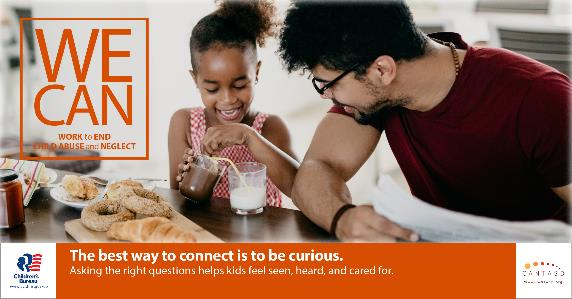 WE
CAN
WORK to END
CHILD ABUSE and NEGLECT
The best way to connect is to be curious.
Asking the right questions helps kids feel seen, heard, and cared for.
Children's
Bureau
CANTASD